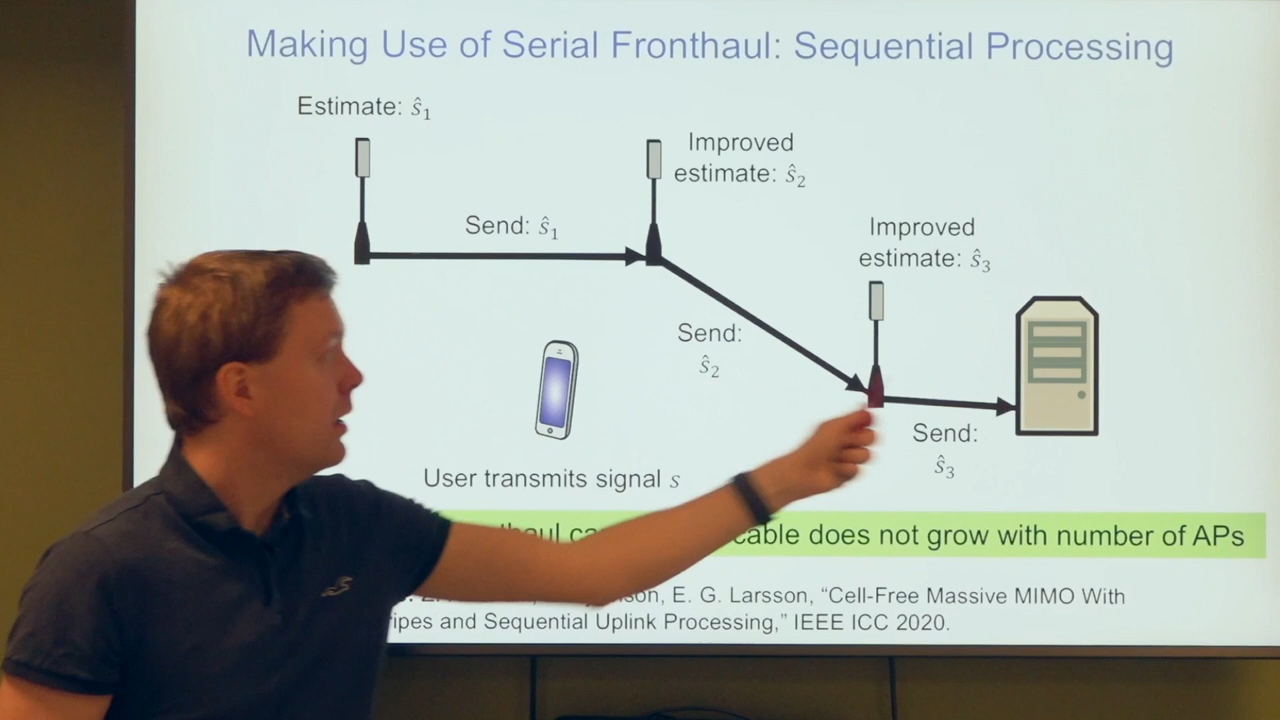 Making Use of Serial Fronthaul: Sequential Processing
Estimate: ŝ₁
Improved
estimate: ŝ₂
Send: ŝ₁
Improved
estimate: ŝ₃
Send:
ŝ₂
Send:
ŝ₃
User transmits signal s
cable does not grow with number of APs
E. G. Larsson, “Cell-Free Massive MIMO With
and Sequential Uplink Processing,” IEEE ICC 2020.